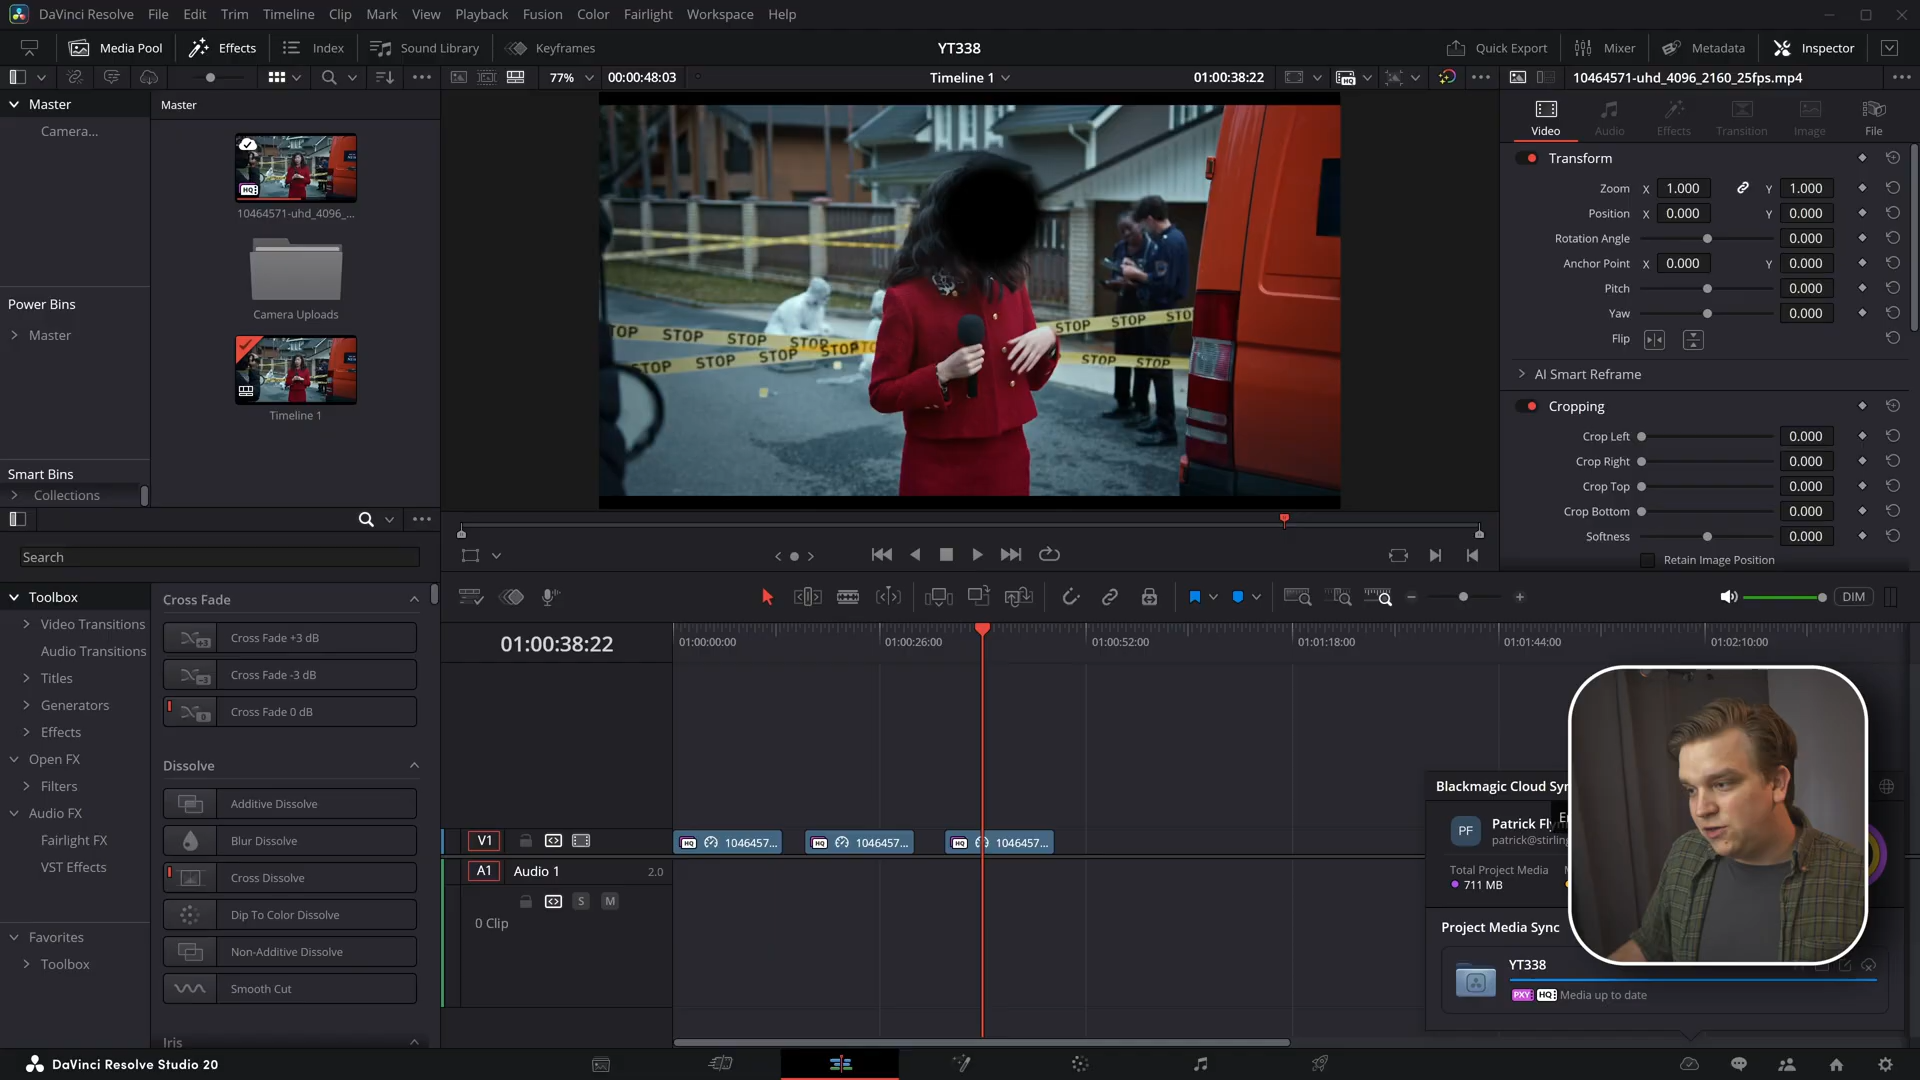 DaVinci Resolve File Edit Trim Timeline Clip Mark View Playback Fusion Color Fairlight Workspace Help
Media Pool Effects Index Sound Library Keyframes YT338 Quick Export Mixer Metadata Inspector
77% 00:00:48:03 Timeline 1 01:00:38:22 10464571-uhd_4096_2160_25fps.mp4
Master
Camera...
Master
10464571-uhd_4096_...
Camera Uploads
Timeline 1
Power Bins
Master
Smart Bins
Collections
Search
Toolbox
Video Transitions
Audio Transitions
Titles
Generators
Effects
Open FX
Filters
Audio FX
Fairlight FX
VST Effects
Favorites
Toolbox
Cross Fade
Cross Fade +3 dB
Cross Fade -3 dB
Cross Fade 0 dB
Dissolve
Additive Dissolve
Blur Dissolve
Cross Dissolve
Dip To Color Dissolve
Non-Additive Dissolve
Smooth Cut
Iris
STOP STOP STOP STOP STOP STOP
STOP STOP STOP STOP
Video Audio Effects Transition Image File
Transform
Zoom X 1.000 Y 1.000
Position X 0.000 Y 0.000
Rotation Angle 0.000
Anchor Point X 0.000 Y 0.000
Pitch 0.000
Yaw 0.000
Flip
AI Smart Reframe
Cropping
Crop Left 0.000
Crop Right 0.000
Crop Top 0.000
Crop Bottom 0.000
Softness 0.000
Retain Image Position
DIM
01:00:38:22
01:00:00:00 01:00:26:00 01:00:52:00 01:01:18:00 01:01:44:00 01:02:10:00
V1
HQ 1046457... HQ 1046457... HQ 1046457...
A1 Audio 1 2.0
S M
0 Clip
Blackmagic Cloud Syn
PF Patrick Fly
patrick@stirling
Total Project Media
711 MB
Project Media Sync
YT338
PXY HQ Media up to date
DaVinci Resolve Studio 20